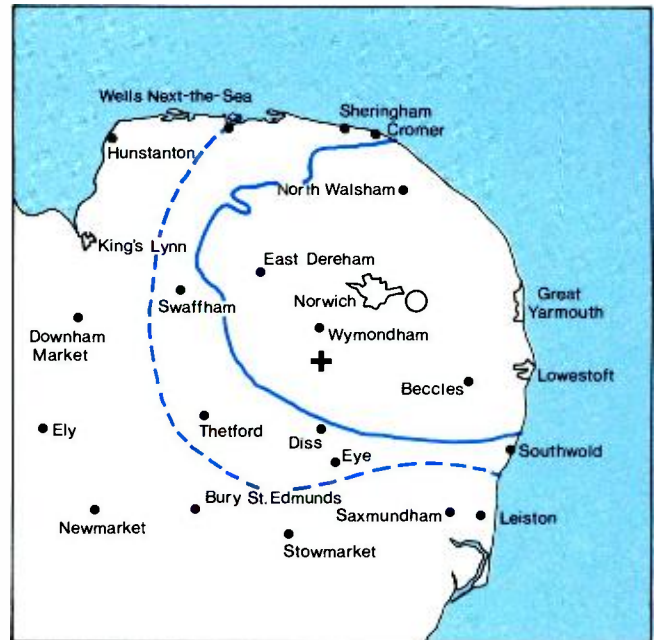 Wells Next-the-Sea
Sheringham
Cromer
Hunstanton
North Walsham
King's Lynn
East Dereham
Swaffham
Norwich
Great
Yarmouth
Downham
Market
Wymondham
Beccles
Lowestoft
Ely
Thetford
Diss
Southwold
Eye
Bury St. Edmunds
Newmarket
Saxmundham
Leiston
Stowmarket